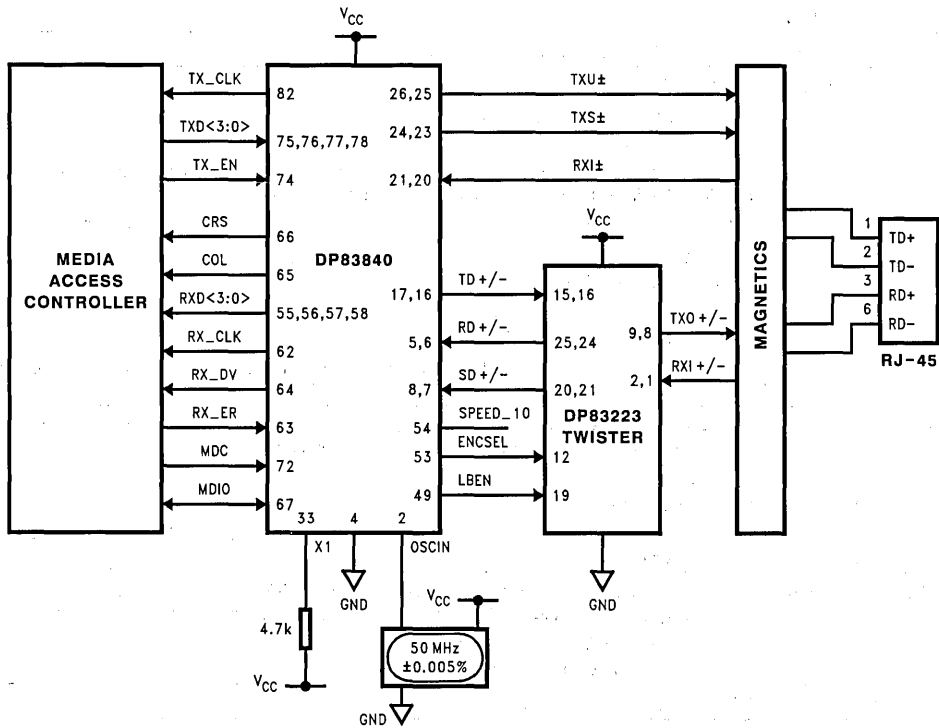 VCC
TX_CLK
82
26,25
TXU±
TXD<3:0>
75,76,77,78
24,23
TXS±
TX_EN
74
21,20
RXI±
CRS
66
VCC
1
TD+
MEDIA
ACCESS
CONTROLLER
COL
65
DP83840
2
TD-
RXD<3:0>
55,56,57,58
17,16
TD +/-
15,16
MAGNETICS
3
RD+
RX_CLK
62
5,6
RD +/-
25,24
9,8
TXO +/-
6
RD-
RJ-45
RX_DV
64
8,7
SD +/-
20,21
2,1
RXI +/-
RX_ER
63
54
SPEED_10
DP83223
TWISTER
MDC
72
53
ENCSEL
12
MDIO
67
49
LBEN
19
33
4
2
X1
OSCIN
GND
GND
4.7k
VCC
50 MHz
±0.005%
VCC
GND